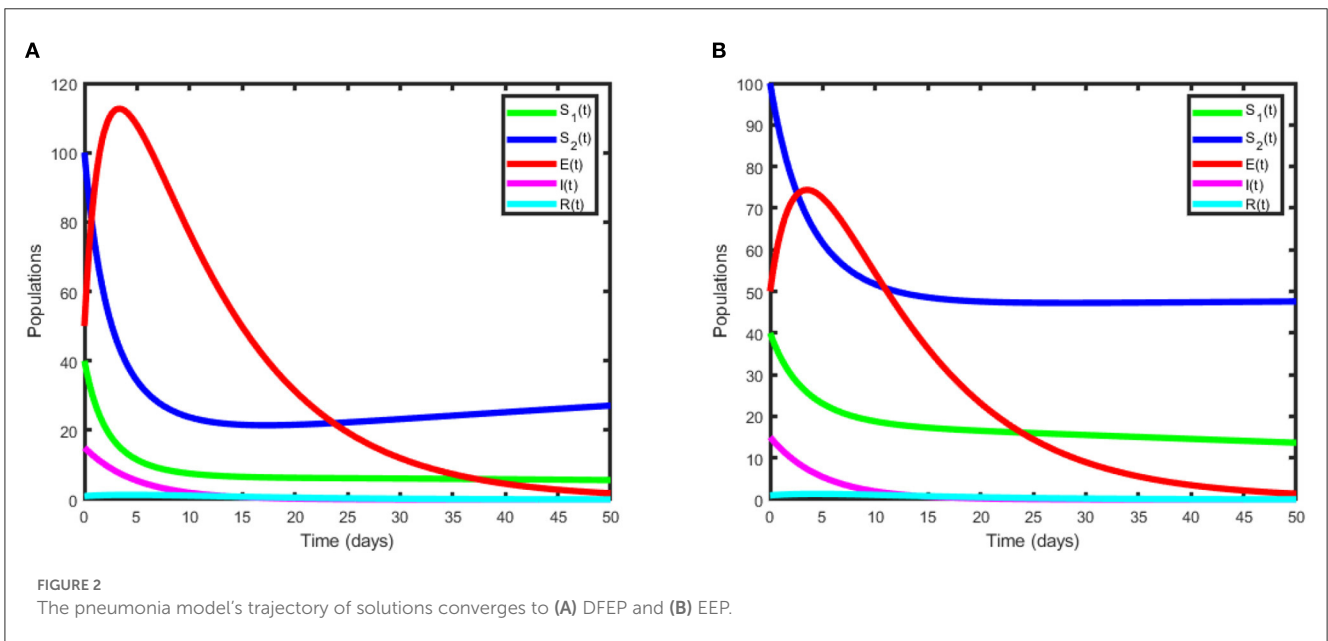 A
120
100
80
60
40
20
0
Populations
0 5 10 15 20 25 30 35 40 45 50
Time (days)
S1(t)
S2(t)
E(t)
I(t)
R(t)
B
100
90
80
70
60
50
40
30
20
10
0
Populations
0 5 10 15 20 25 30 35 40 45 50
Time (days)
S1(t)
S2(t)
E(t)
I(t)
R(t)
FIGURE 2
The pneumonia model's trajectory of solutions converges to (A) DFEP and (B) EEP.